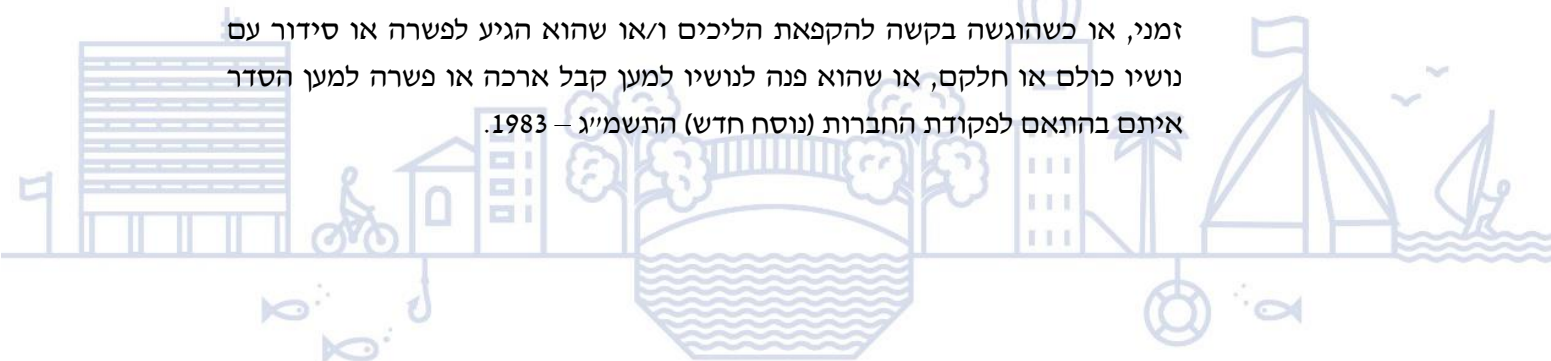 זמני, או כשהוגשה בקשה להקפאת הליכים ו/או שהוא הגיע לפשרה או סידור עם
נושיו כולם או חלקם, או שהוא פנה לנושיו למען קבל ארכה או פשרה למען הסדר
איתם בהתאם לפקודת החברות (נוסח חדש) התשמ״ג – 1983.